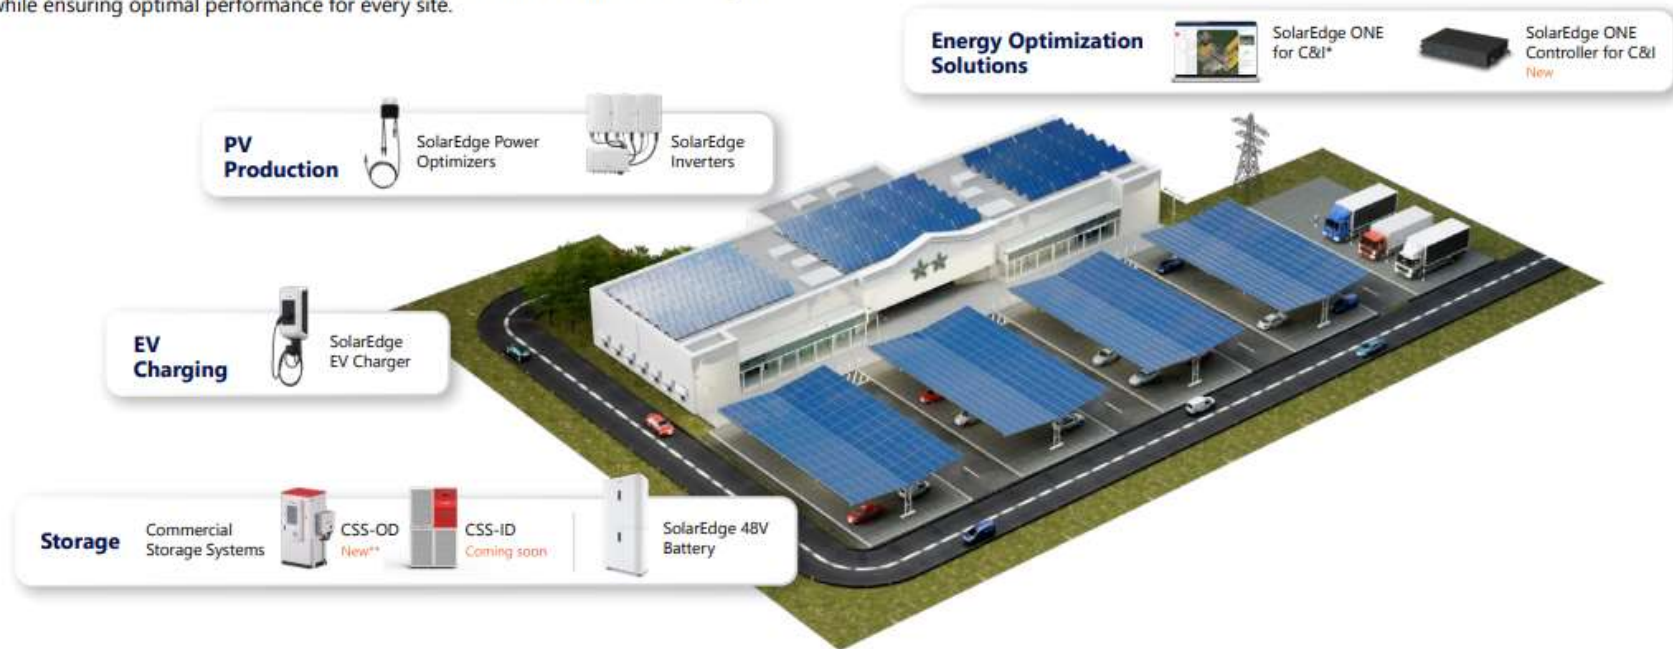 while ensuring optimal performance for every site.
Energy Optimization
Solutions
SolarEdge ONE
for C&I*
SolarEdge ONE
Controller for C&I
New
PV
Production
SolarEdge Power
Optimizers
SolarEdge
Inverters
EV
Charging
SolarEdge
EV Charger
Storage
Commercial
Storage Systems
CSS-OD
New**
CSS-ID
Coming soon
SolarEdge 48V
Battery